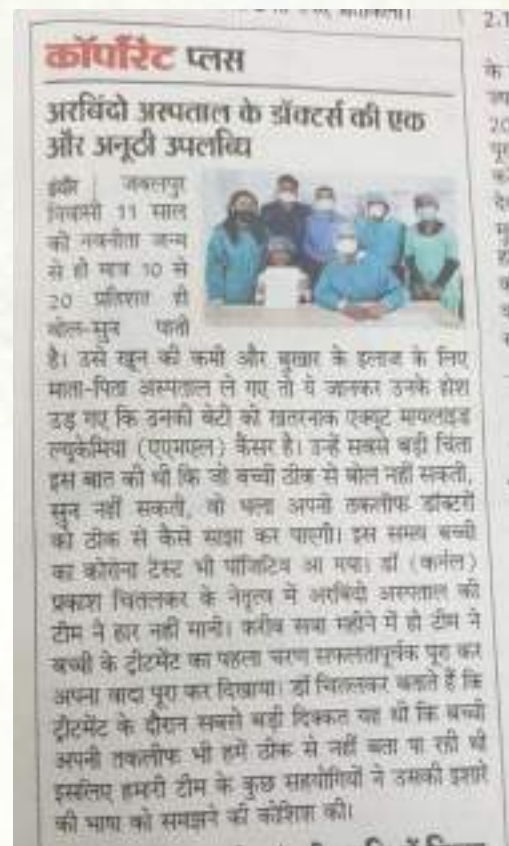 कॉर्पोरेट प्लस
अरबिंदो अस्पताल के डॉक्टर्स की एक
और अनूठी उपलब्धि
इंदौर जबलपुर
निवासी 11 साल
की नवनीता जन्म
से ही मात्र 10 से
20 प्रतिशत ही
बोल-सुन पाती
है। उसे खून की कमी और बुखार के इलाज के लिए
माता-पिता अस्पताल ले गए तो ये जानकर उनके होश
उड़ गए कि उनकी बेटी को खतरनाक एक्यूट मायलाइड
ल्यूकेमिया (एएमएल) कैंसर है। उन्हें सबसे बड़ी चिंता
इस बात की थी कि जो बच्ची ठीक से बोल नहीं सकती,
सुन नहीं सकती, वो भला अपनी तकलीफ डॉक्टरों
को ठीक से कैसे साझा कर पाएगी। इस समय बच्ची
का कोरोना टेस्ट भी पॉजिटिव आ गया। डॉ (कर्नल)
प्रकाश चितलकर के नेतृत्व में अरबिंदो अस्पताल की
टीम ने हार नहीं मानी। करीब सवा महीने में ही टीम ने
बच्ची के ट्रीटमेंट का पहला चरण सफलतापूर्वक पूरा कर
अपना वादा पूरा कर दिखाया। डॉ चितलकर बताते हैं कि
ट्रीटमेंट के दौरान सबसे बड़ी दिक्कत यह थी कि बच्ची
अपनी तकलीफ भी हमें ठीक से नहीं बता पा रही थी
इसलिए हमारी टीम के कुछ सहयोगियों ने उसकी इशारे
की भाषा को समझने की कोशिश की।